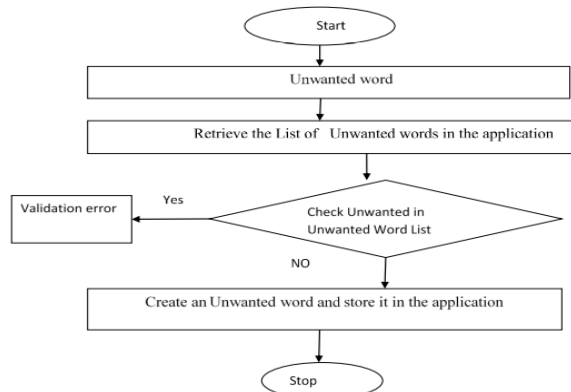 Start
Unwanted word
Retrieve the List of Unwanted words in the application
Yes
Validation error
Check Unwanted in
Unwanted Word List
NO
Create an Unwanted word and store it in the application
Stop